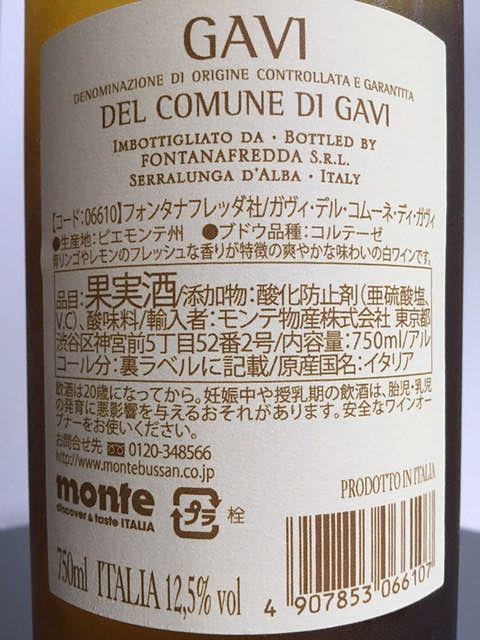 GAVI
DENOMINAZIONE DI ORIGINE CONTROLLATA E GARANTITA
DEL COMUNE DI GAVI
IMBOTTIGLIATO DA · BOTTLED BY
FONTANAFREDDA S.R.L.
SERRALUNGA D'ALBA · ITALY
【コード:06610】フォンタナフレッダ社/ガヴィ・デル・コムーネ・ディ・ガヴィ
●生産地:ピエモンテ州 ●ブドウ品種:コルテーゼ
青リンゴやレモンのフレッシュな香りが特徴の爽やかな味わいの白ワインです。
品目:果実酒/添加物:酸化防止剤(亜硫酸塩、
V.C)、酸味料/輸入者:モンテ物産株式会社 東京都
渋谷区神宮前5丁目52番2号/内容量:750ml/アル
コール分:裏ラベルに記載/原産国名:イタリア
飲酒は20歳になってから。妊娠中や授乳期の飲酒は、胎児・乳児
の発育に悪影響を与えるおそれがあります。安全なワインオー
プナーをお使いください。
お問合せ先 0120-348566
http://www.montebussan.co.jp
monte
discover & taste ITALIA
プラ 栓
PRODOTTO IN ITALIA
750ml ITALIA 12,5% vol
4 907853 066107